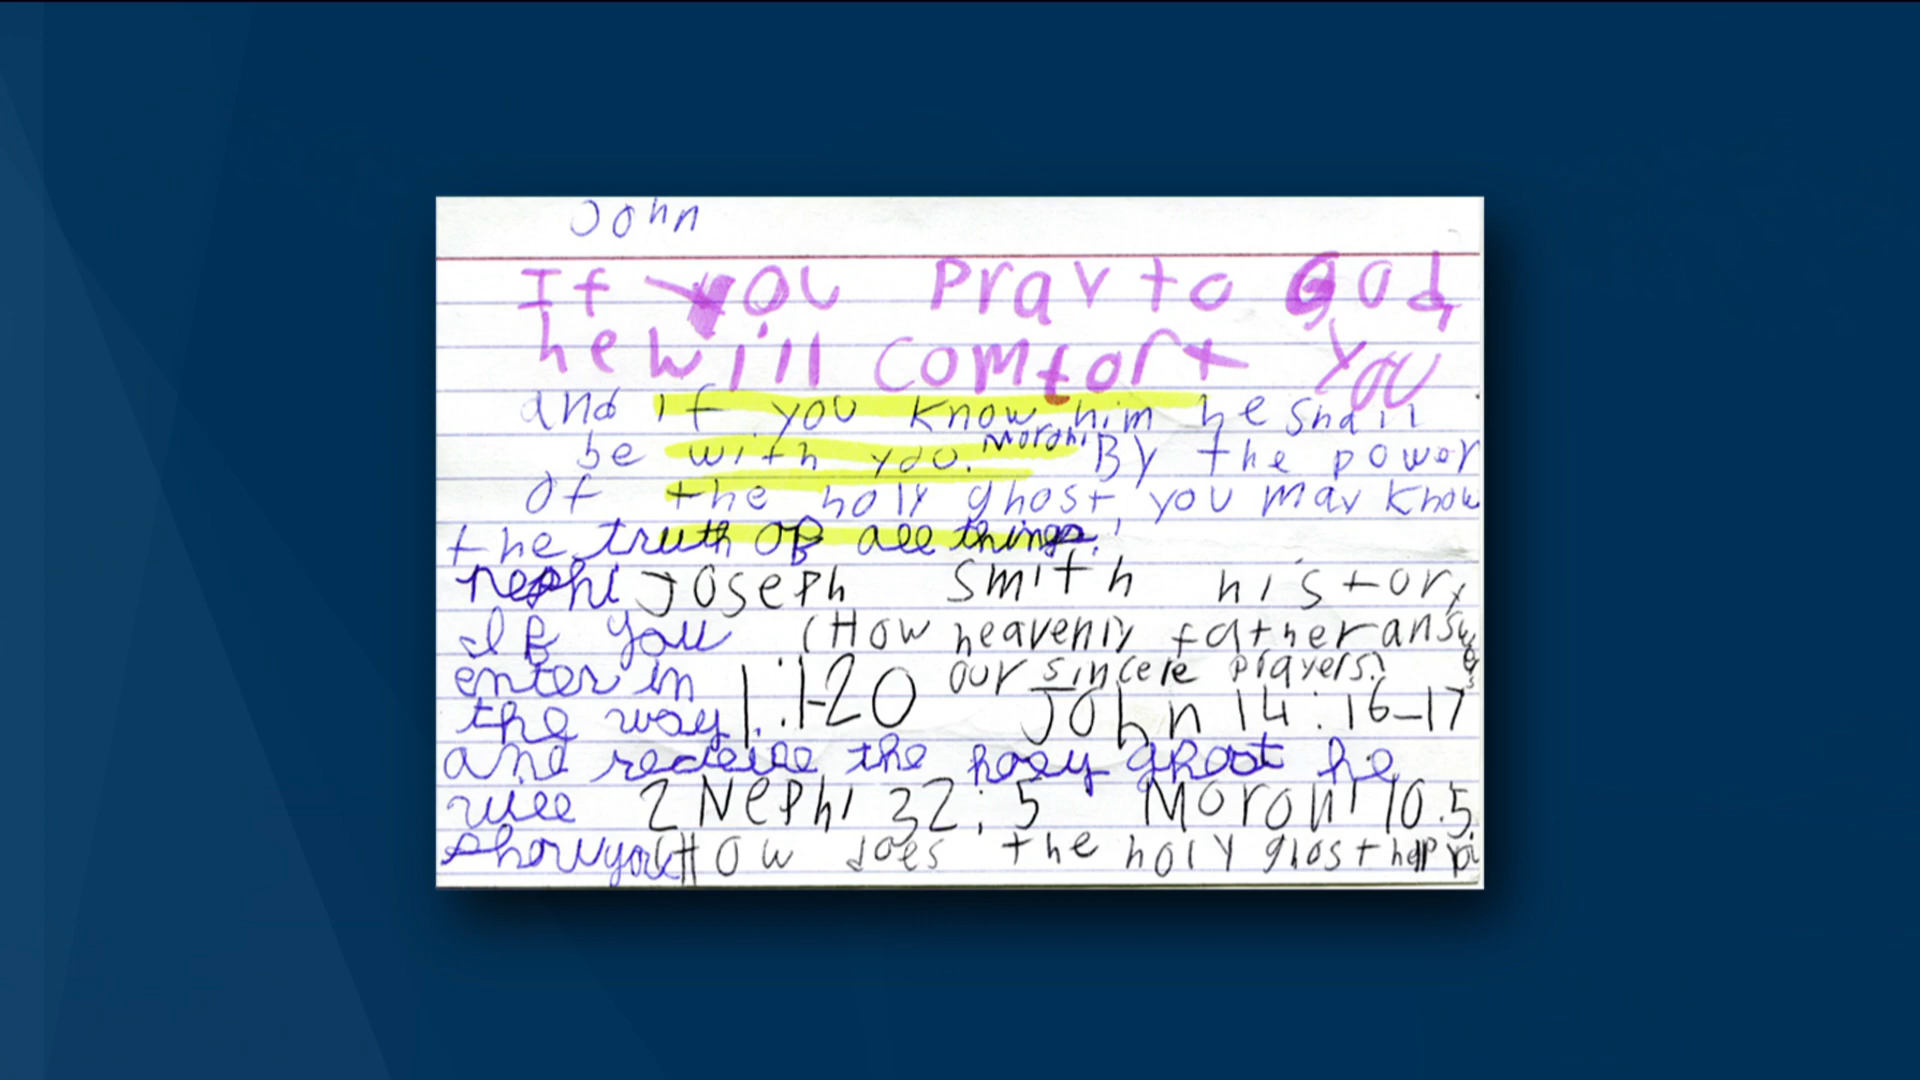 John
If you pray to God,
he will comfort you
and if you know him he shall
be with you. Moroni By the power
of the holy ghost, you may know
the truth of all things.
nephi Joseph Smith history
If you (How heavenly father answers
enter in 1:1-20 our sincere prayers?
the way John 14:16-17
and receive the holy ghost he
will 2 Nephi 32:5 Moroni 10.5
show you (How does the holy ghost help